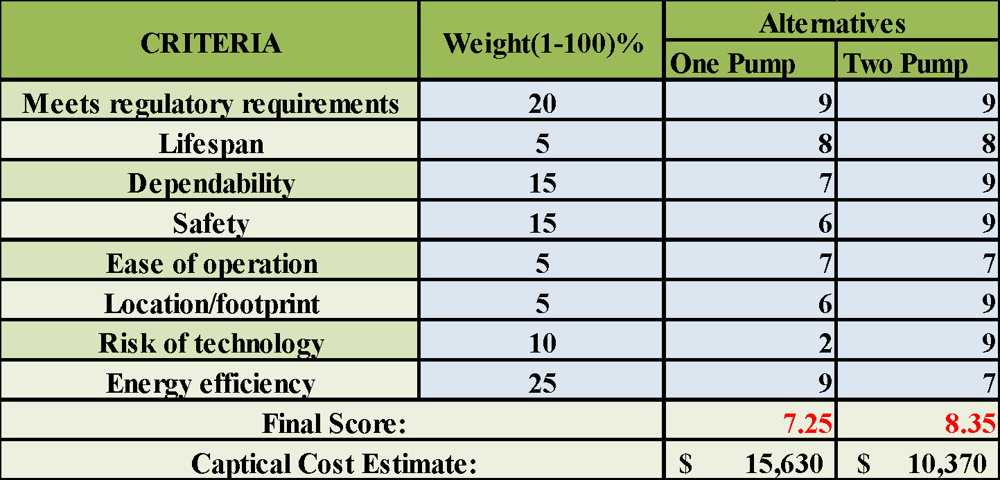 CRITERIA Weight(1-100)% Alternatives
One Pump Two Pump
Meets regulatory requirements 20 9 9
Lifespan 5 8 8
Dependability 15 7 9
Safety 15 6 9
Ease of operation 5 7 7
Location/footprint 5 6 9
Risk of technology 10 2 9
Energy efficiency 25 9 7
Final Score: 7.25 8.35
Captical Cost Estimate: $ 15,630 $ 10,370